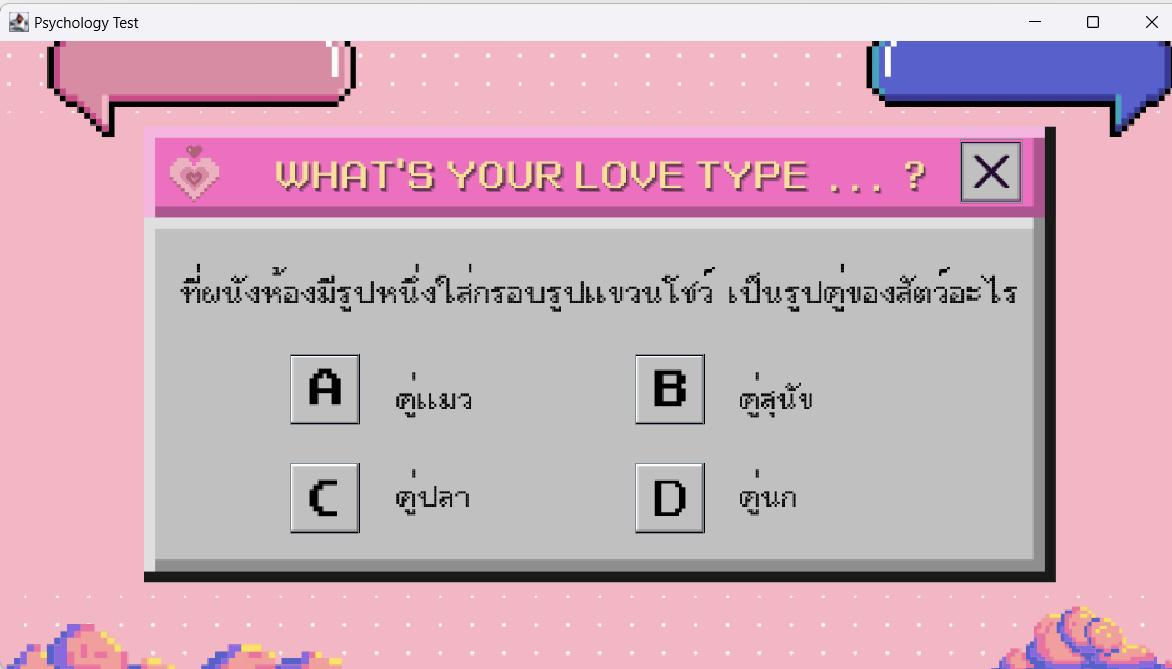 Psychology Test
WHAT'S YOUR LOVE TYPE ... ?
ที่ผนังห้องมีรูปหนึ่งใส่กรอบรูปแขวนโชว์ เป็นรูปคู่ของสัตว์อะไร
A คู่แมว
B คู่สุนัข
C คู่ปลา
D คู่นก